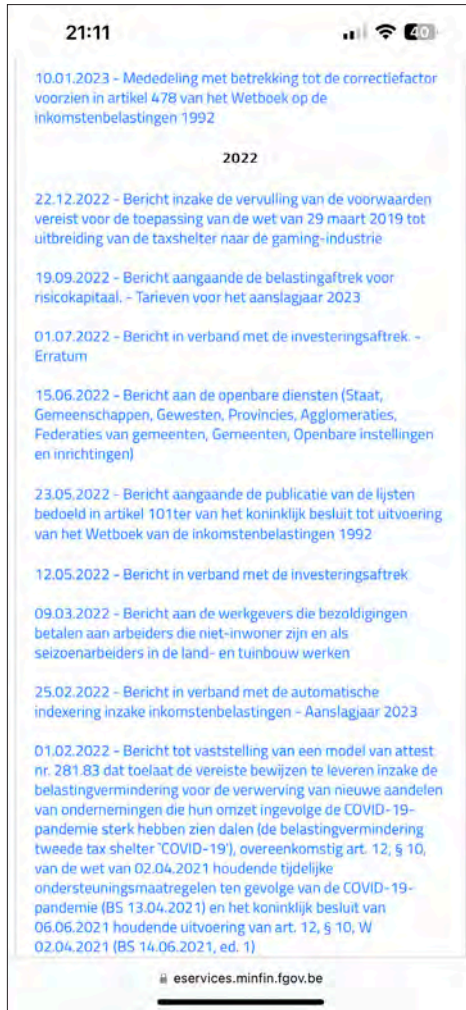 21:11
40
10.01.2023 - Mededeling met betrekking tot de correctiefactor
voorzien in artikel 478 van het Wetboek op de
inkomstenbelastingen 1992
2022
22.12.2022 - Bericht inzake de vervulling van de voorwaarden
vereist voor de toepassing van de wet van 29 maart 2019 tot
uitbreiding van de taxshelter naar de gaming-industrie
19.09.2022 - Bericht aangaande de belastingaftrek voor
risicokapitaal. - Tarieven voor het aanslagjaar 2023
01.07.2022 - Bericht in verband met de investeringsaftrek. -
Erratum
15.06.2022 - Bericht aan de openbare diensten (Staat,
Gemeenschappen, Gewesten, Provincies, Agglomeraties,
Federaties van gemeenten, Gemeenten, Openbare instellingen
en inrichtingen)
23.05.2022 - Bericht aangaande de publicatie van de lijsten
bedoeld in artikel 101ter van het koninklijk besluit tot uitvoering
van het Wetboek van de inkomstenbelastingen 1992
12.05.2022 - Bericht in verband met de investeringsaftrek
09.03.2022 - Bericht aan de werkgevers die bezoldigingen
betalen aan arbeiders die niet-inwoner zijn en als
seizoenarbeiders in de land- en tuinbouw werken
25.02.2022 - Bericht in verband met de automatische
indexering inzake inkomstenbelastingen - Aanslagjaar 2023
01.02.2022 - Bericht tot vaststelling van een model van attest
nr. 281.83 dat toelaat de vereiste bewijzen te leveren inzake de
belastingvermindering voor de verwerving van nieuwe aandelen
van ondernemingen die hun omzet ingevolge de COVID-19-
pandemie sterk hebben zien dalen (de belastingvermindering
tweede tax shelter 'COVID-19'), overeenkomstig art. 12, § 10,
van de wet van 02.04.2021 houdende tijdelijke
ondersteuningsmaatregelen ten gevolge van de COVID-19-
pandemie (BS 13.04.2021) en het koninklijk besluit van
06.06.2021 houdende uitvoering van art. 12, § 10, W
02.04.2021 (BS 14.06.2021, ed. 1)
eservices.minfin.fgov.be